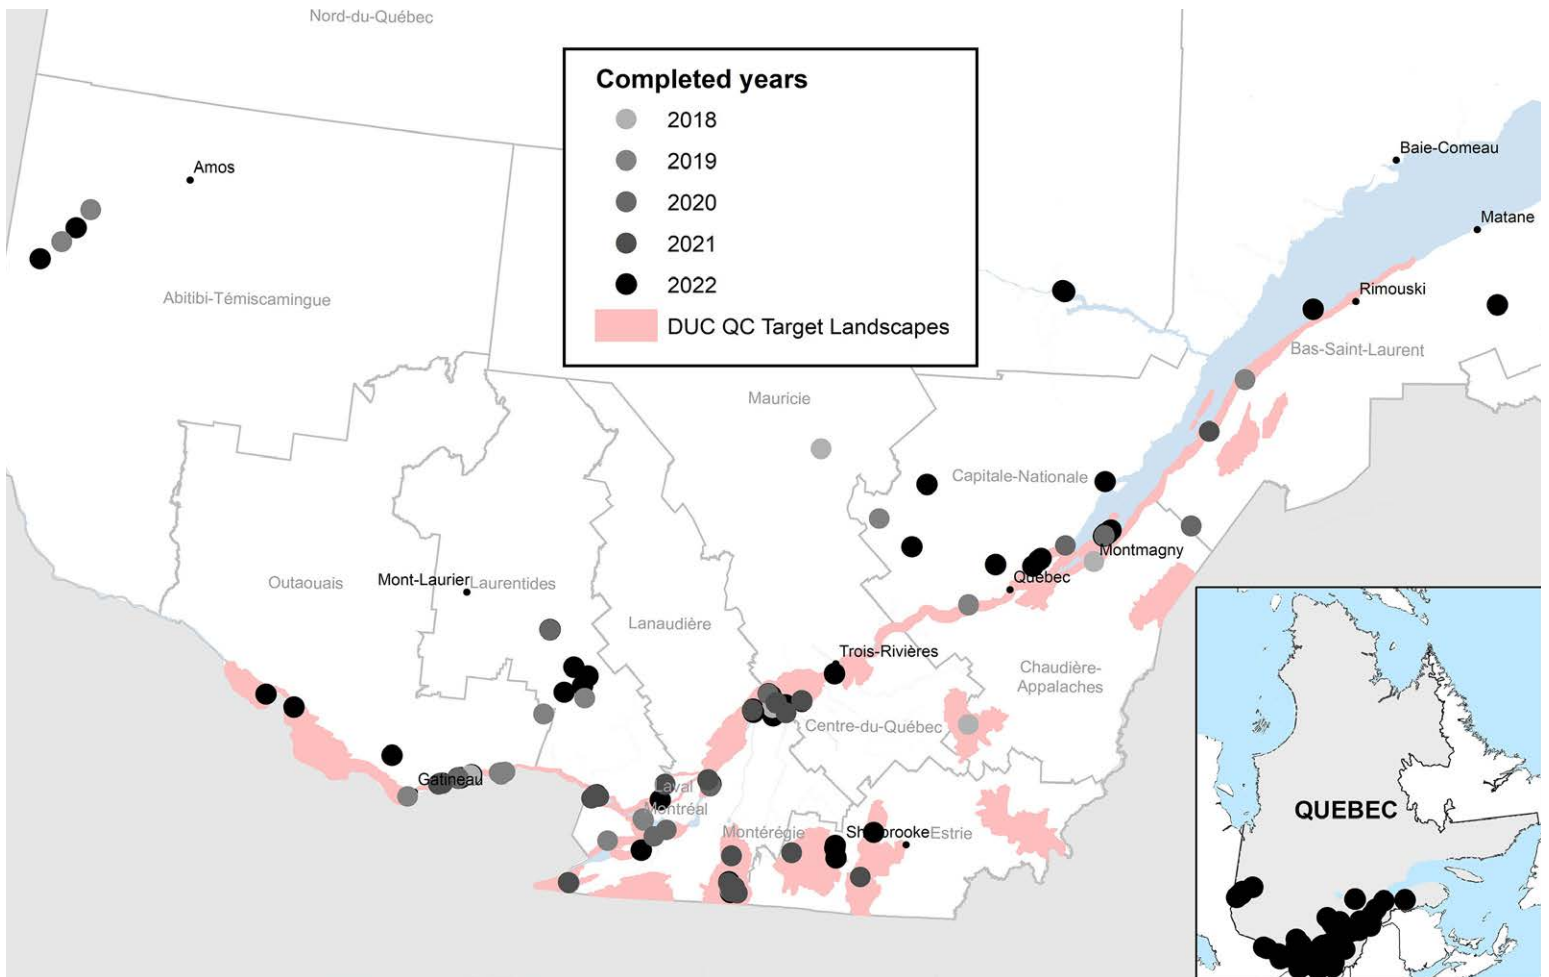 Nord-du-Québec
Completed years
2018
2019
2020
2021
2022
DUC QC Target Landscapes
Baie-Comeau
Amos
Matane
Abitibi-Témiscamingue
Rimouski
Bas-Saint-Laurent
Mauricie
Capitale-Nationale
Montmagny
Outaouais
Mont-Laurier
Laurentides
Québec
Lanaudière
Trois-Rivières
Chaudière-
Appalaches
Centre-du-Québec
Gatineau
Laval
Montréal
Montérégie
Sherbrooke
Estrie
QUEBEC